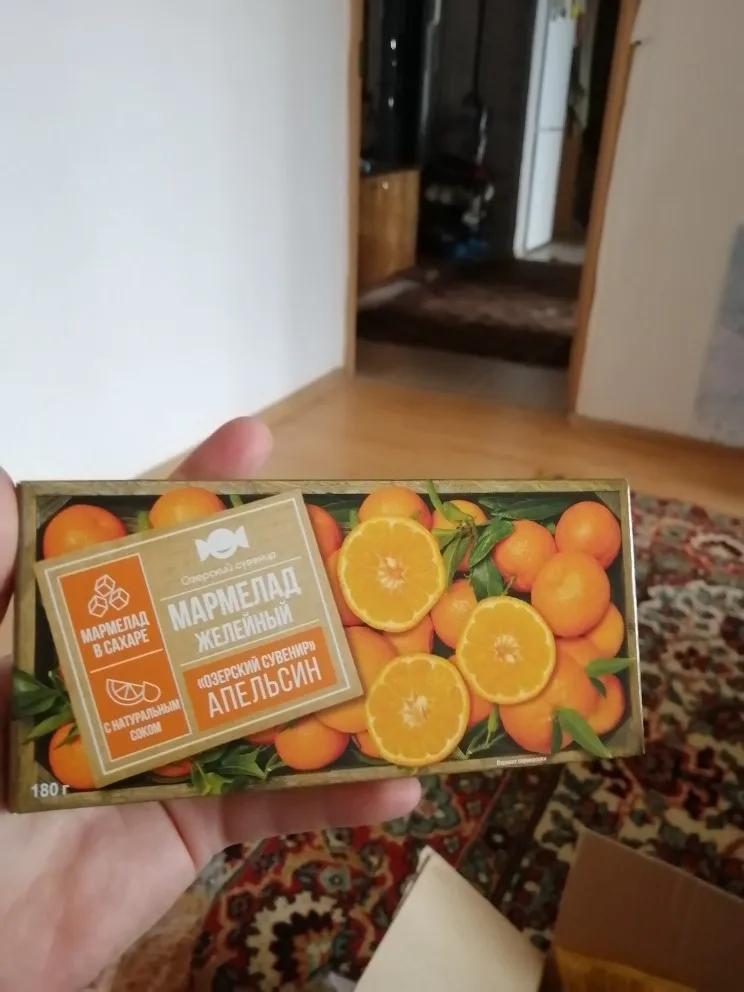 Озерский сувенир
МАРМЕЛАД
ЖЕЛЕЙНЫЙ
«ОЗЕРСКИЙ СУВЕНИР»
АПЕЛЬСИН
МАРМЕЛАД
В САХАРЕ
С НАТУРАЛЬНЫМ
СОКОМ
180 г